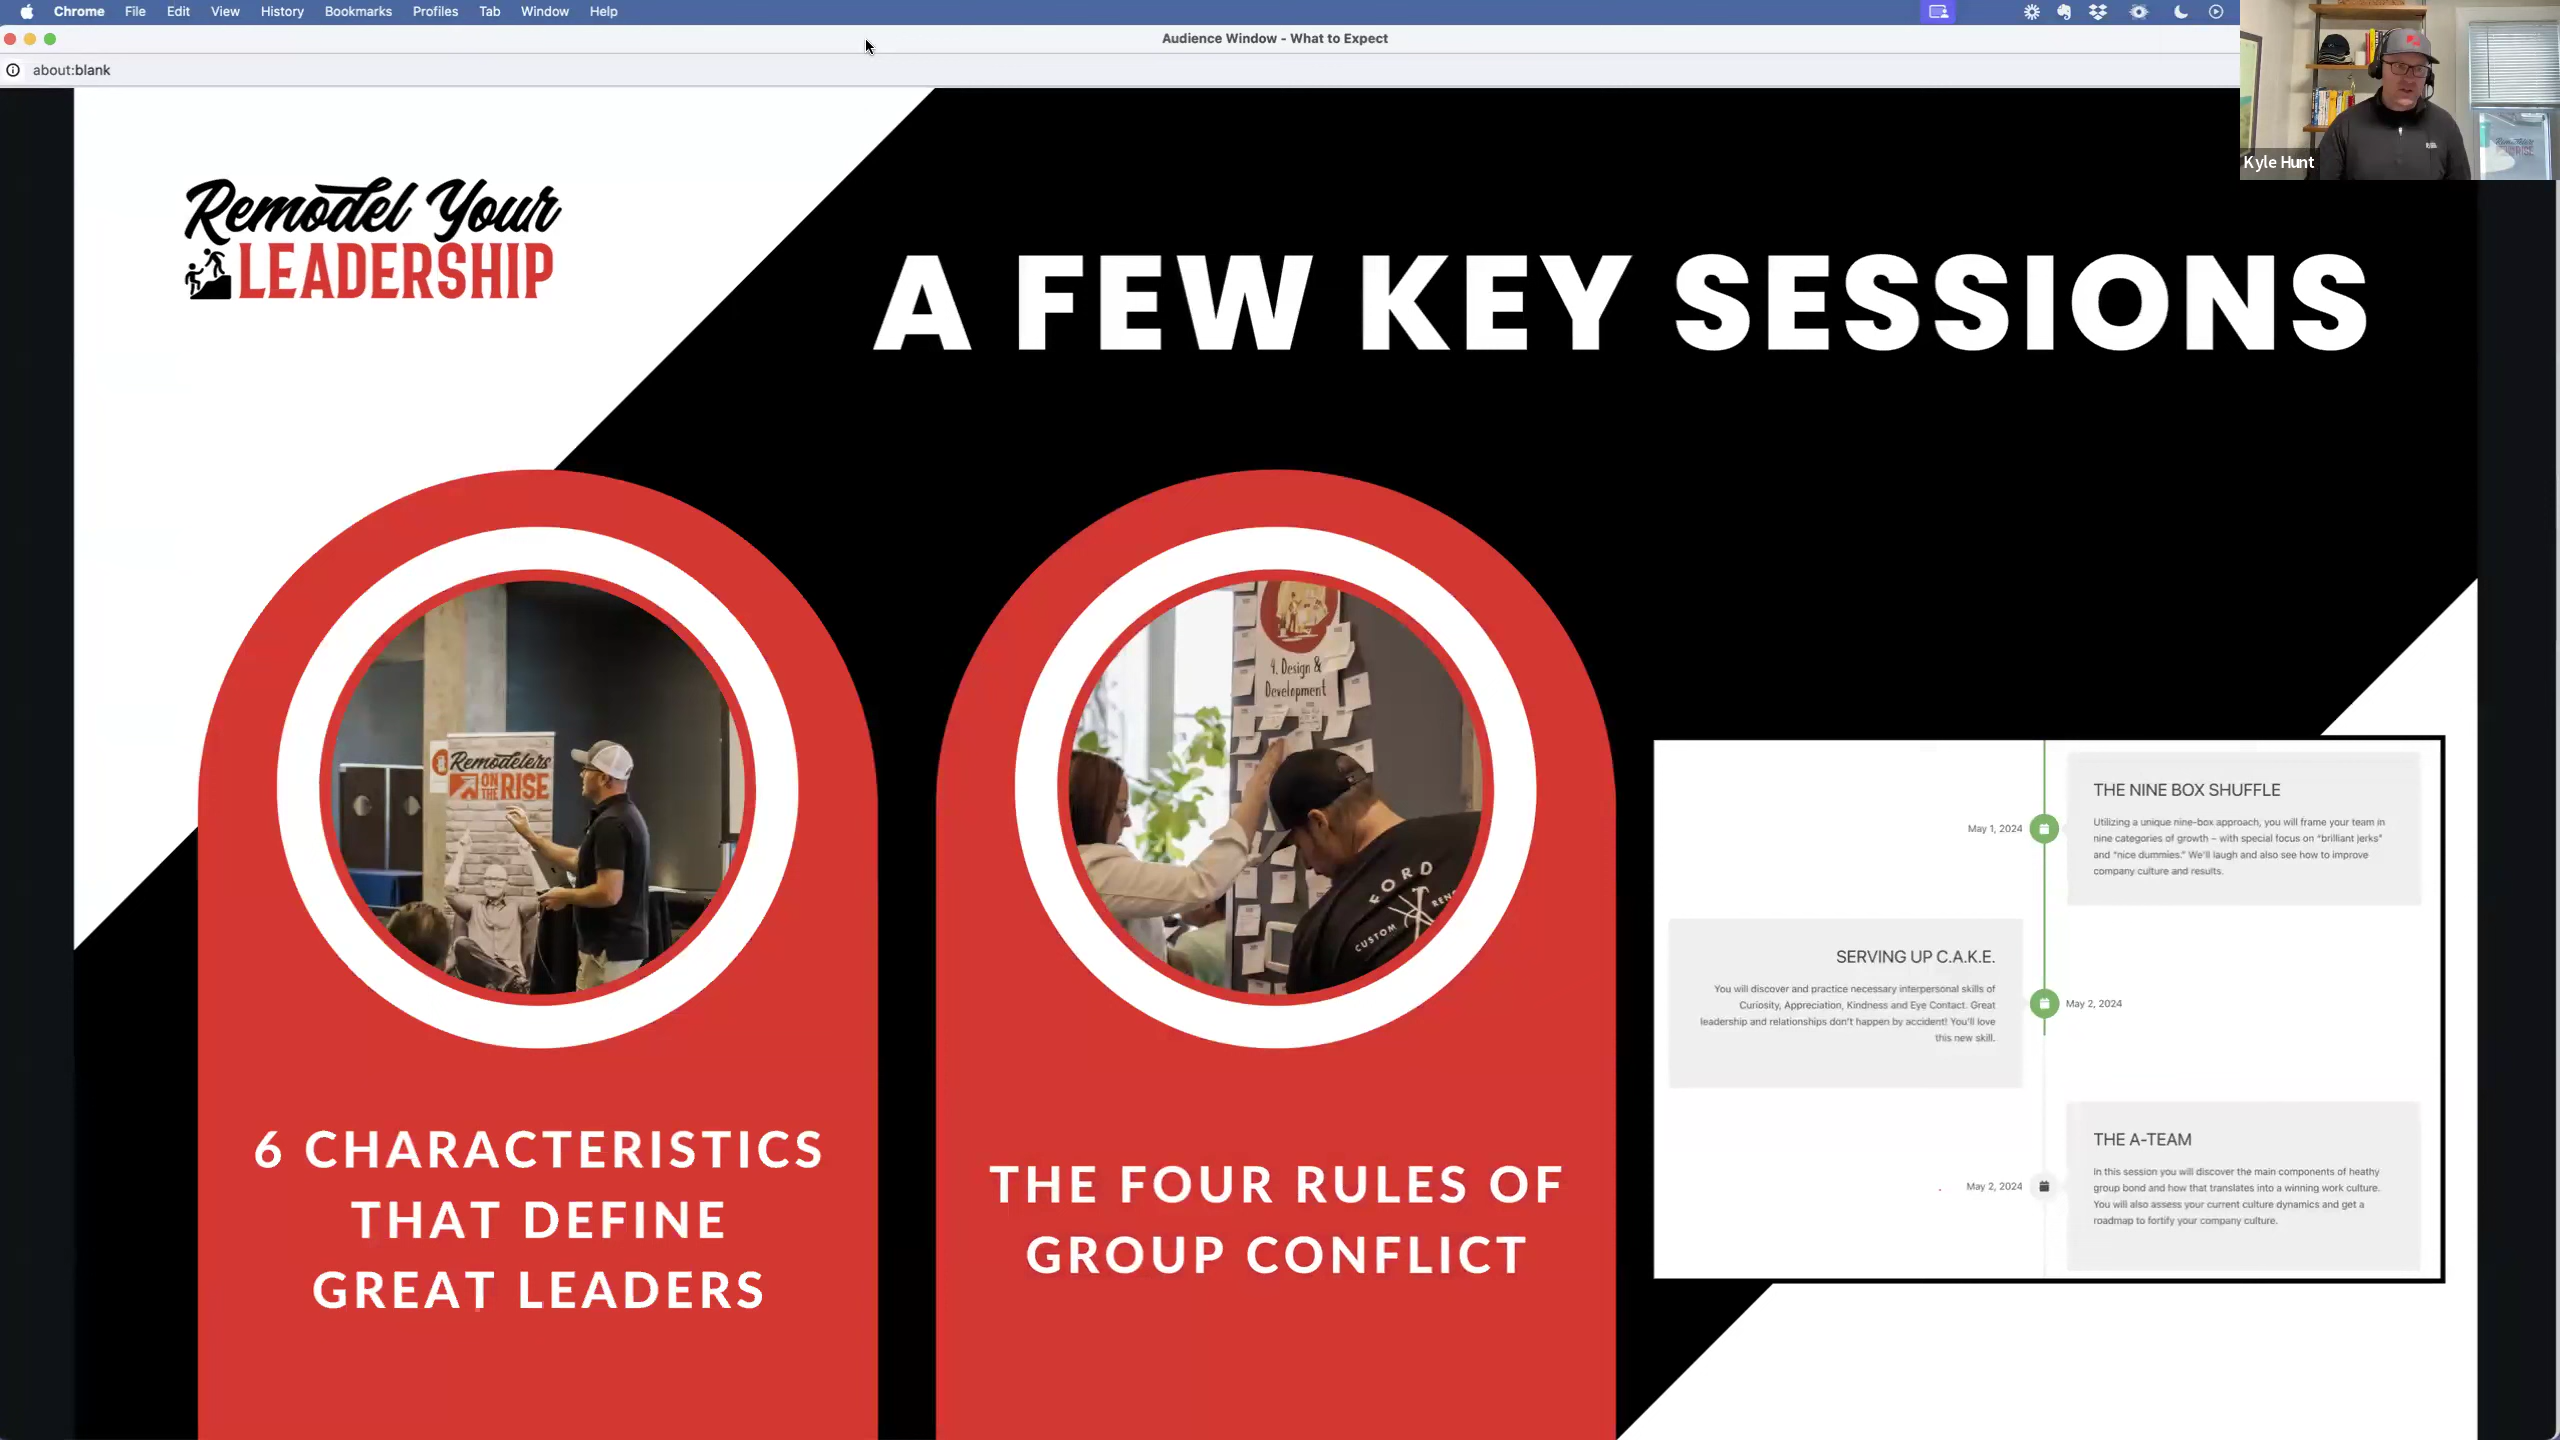 Chrome File Edit View History Bookmarks Profiles Tab Window Help
Audience Window - What to Expect
about:blank
Kyle Hunt
Remodel Your
LEADERSHIP
A FEW KEY SESSIONS
Remodelers
ON THE RISE
6 CHARACTERISTICS
THAT DEFINE
GREAT LEADERS
4. Design &
Development
FORD
CUSTOM REN
THE FOUR RULES OF
GROUP CONFLICT
THE NINE BOX SHUFFLE
May 1, 2024
Utilizing a unique nine-box approach, you will frame your team in
nine categories of growth – with special focus on "brilliant jerks"
and "nice dummies." We'll laugh and also see how to improve
company culture and results.
SERVING UP C.A.K.E.
You will discover and practice necessary interpersonal skills of
Curiosity, Appreciation, Kindness and Eye Contact. Great
leadership and relationships don't happen by accident! You'll love
this new skill.
May 2, 2024
THE A-TEAM
May 2, 2024
In this session you will discover the main components of heathy
group bond and how that translates into a winning work culture.
You will also assess your current culture dynamics and get a
roadmap to fortify your company culture.